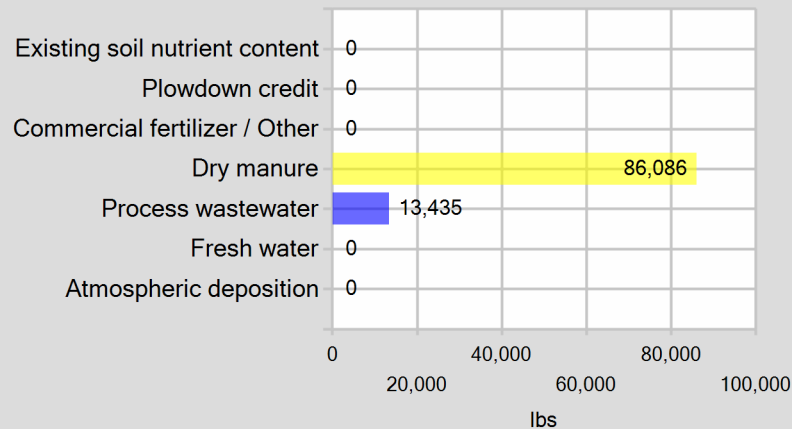 Existing soil nutrient content 0
Plowdown credit 0
Commercial fertilizer / Other 0
Dry manure 86,086
Process wastewater 13,435
Fresh water 0
Atmospheric deposition 0
0 40,000 80,000
20,000 60,000 100,000
lbs